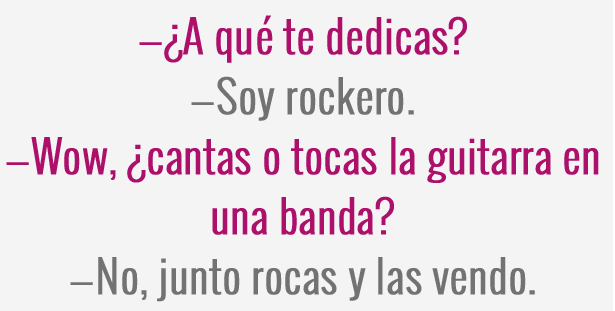 –¿A qué te dedicas?
–Soy rockero.
–Wow, ¿cantas o tocas la guitarra en
una banda?
–No, junto rocas y las vendo.